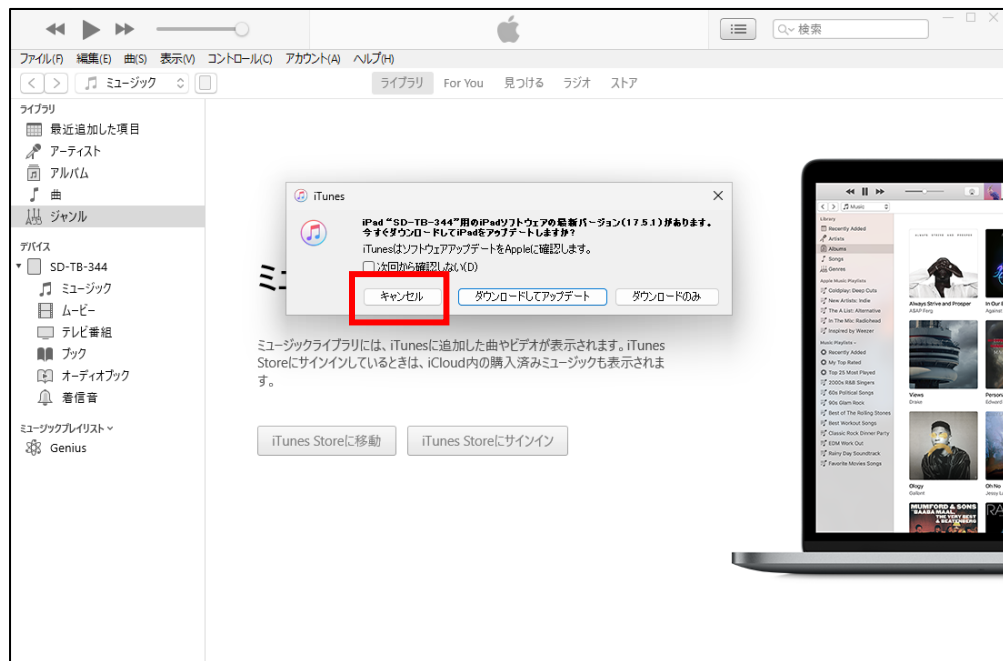 検索
ファイル(F) 編集(E) 曲(S) 表示(V) コントロール(C) アカウント(A) ヘルプ(H)
ミュージック
ライブラリ For You 見つける ラジオ ストア
ライブラリ
最近追加した項目
アーティスト
アルバム
曲
ジャンル
デバイス
SD-TB-344
ミュージック
ムービー
テレビ番組
ブック
オーディオブック
着信音
ミュージックプレイリスト
Genius
iTunes
iPad “SD-TB-344”用のiPadソフトウェアの最新バージョン(17.5.1)があります。
今すぐダウンロードしてiPadをアップデートしますか?
iTunesはソフトウェアアップデートをAppleに確認します。
次回から確認しない(D)
キャンセル ダウンロードしてアップデート ダウンロードのみ
ミュージックライブラリには、iTunesに追加した曲やビデオが表示されます。iTunes
Storeにサインインしているときは、iCloud内の購入済みミュージックも表示されま
す。
iTunes Storeに移動 iTunes Storeにサインイン
Music
Library
Recently Added
Artists
Albums
Songs
Genres
Apple Music Playlists
Coldplay: Deep Cuts
New Artists: Indie
The A List: Alternative
In The Mix: Radiohead
Inspired by Weezer
Music Playlists
Recently Added
My Top Rated
Top 25 Most Played
2000s R&B Singers
60s Political Songs
90s Glam Rock
Best of The Rolling Stones
Best Workout Songs
Classic Rock Dinner Party
EDM Work Out
Rainy Day Soundtrack
Favorite Movies Songs
Always Strive and Prosper
A$AP Ferg
In Our B
Against
Views
Drake
Persona
Edward
Ology
Gallant
Oh No
Jessy La
MUMFORD & SONS
BAABA MAAL
THE VERY BEST
& BEATENBERG
RA